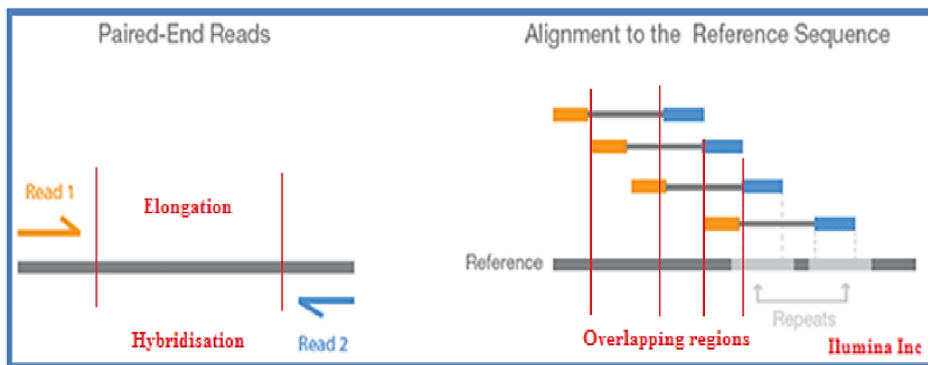 Paired-End Reads
Read 1
Elongation
Hybridisation
Read 2
Alignment to the Reference Sequence
Reference
Repeats
Overlapping regions
Ilumina Inc